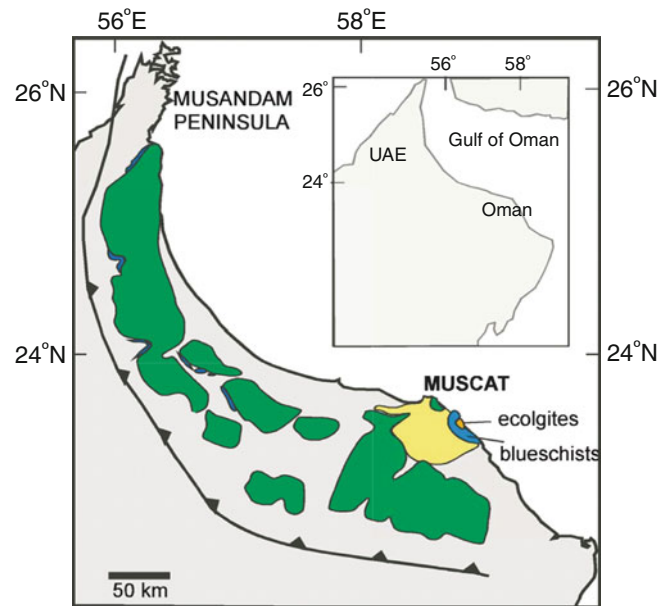 56°E
58°E
26°N
MUSANDAM
PENINSULA
56°
58°
26°
Gulf of Oman
UAE
24°
Oman
26°N
24°N
24°N
MUSCAT
ecolgites
blueschists
50 km